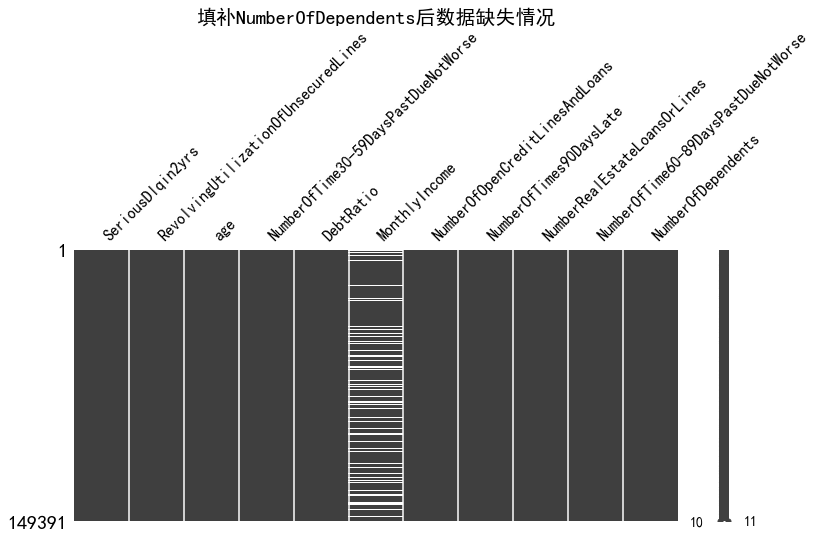 填补NumberOfDependents后数据缺失情况
SeriousDlqin2yrs
RevolvingUtilizationOfUnsecuredLines
age
NumberOfTime30-59DaysPastDueNotWorse
DebtRatio
MonthlyIncome
NumberOfOpenCreditLinesAndLoans
NumberOfTimes90DaysLate
NumberRealEstateLoansOrLines
NumberOfTime60-89DaysPastDueNotWorse
NumberOfDependents
1
149391
10
11